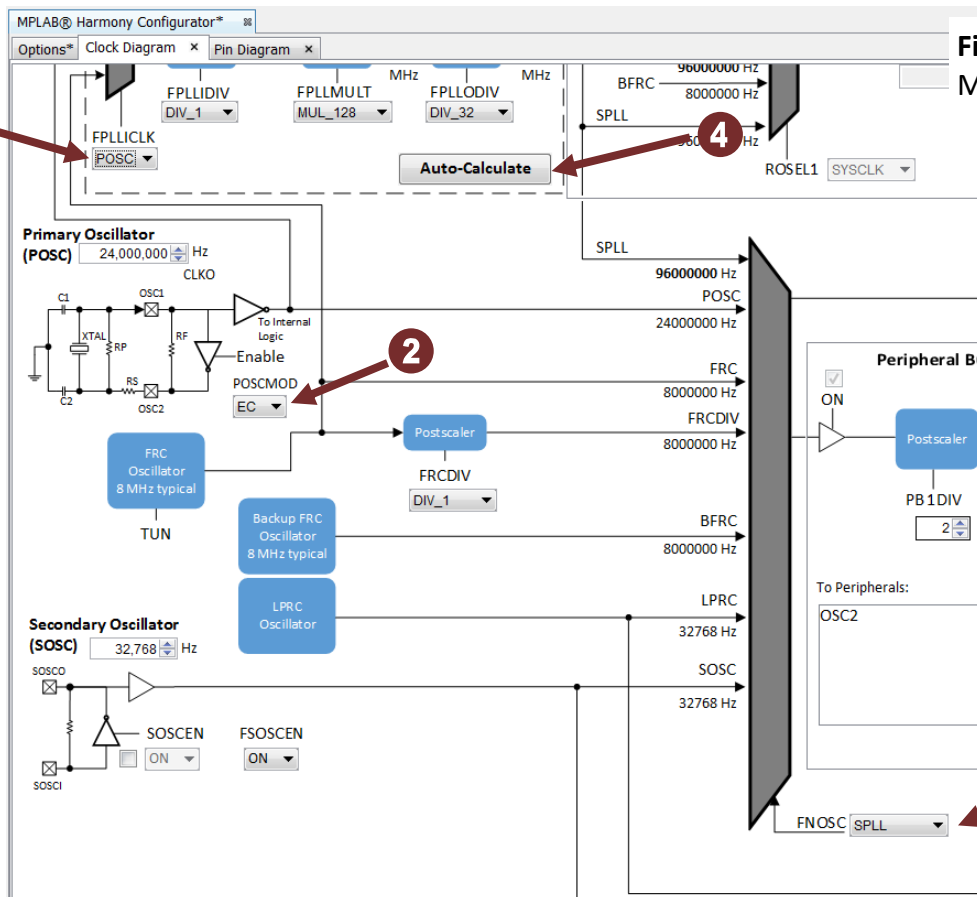 MPLAB® Harmony Configurator*
Options* Clock Diagram × Pin Diagram ×
MHz MHz
FPLLIDIV FPLLMULT FPLLODIV
DIV_1 MUL_128 DIV_32
FPLLICLK
POSC
Auto-Calculate
4
96000000 Hz
BFRC
8000000 Hz
SPLL
Hz
ROSEL1 SYSCLK
Primary Oscillator
(POSC) 24,000,000 Hz
CLKO
C1 OSC1
XTAL RP RF
To Internal
Logic
Enable
RS
C2 OSC2
POSCMOD
EC
2
SPLL
96000000 Hz
POSC
24000000 Hz
FRC
8000000 Hz
FRCDIV
8000000 Hz
FRC
Oscillator
8 MHz typical
TUN
Postscaler
FRCDIV
DIV_1
Backup FRC
Oscillator
8 MHz typical
BFRC
8000000 Hz
LPRC
Oscillator
LPRC
32768 Hz
Secondary Oscillator
(SOSC) 32,768 Hz
SOSCO
SOSC
32768 Hz
SOSCEN FSOSCEN
ON ON
SOSCI
Peripheral B
ON
Postscaler
PB1DIV
2
To Peripherals:
OSC2
FNOSC SPLL
Fi
M